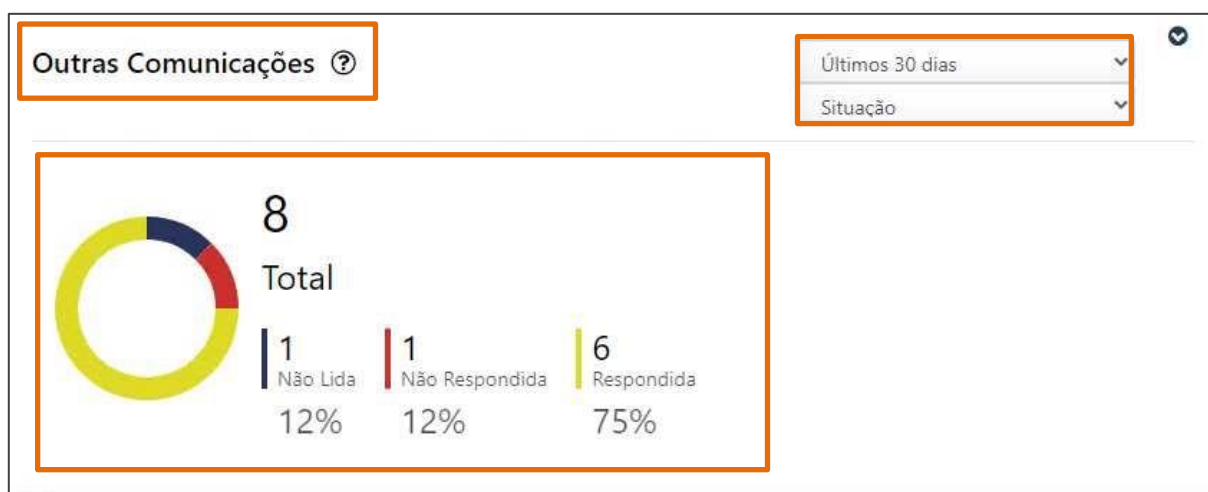 Outras Comunicações ?
Últimos 30 dias
Situação
8
Total
1 1 6
Não Lida Não Respondida Respondida
12% 12% 75%